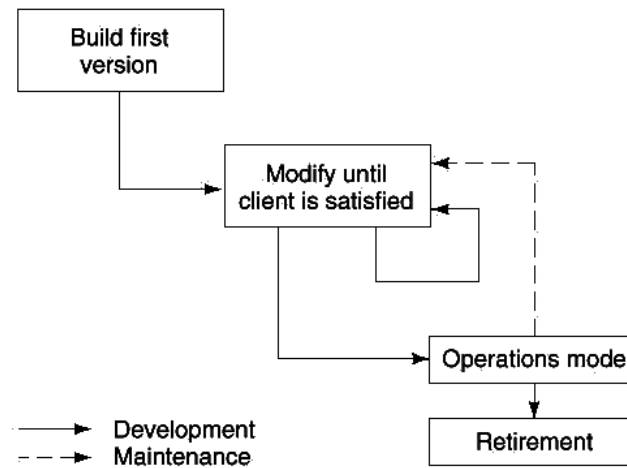 Build first
version
Modify until
client is satisfied
Operations mode
Retirement
Development
Maintenance